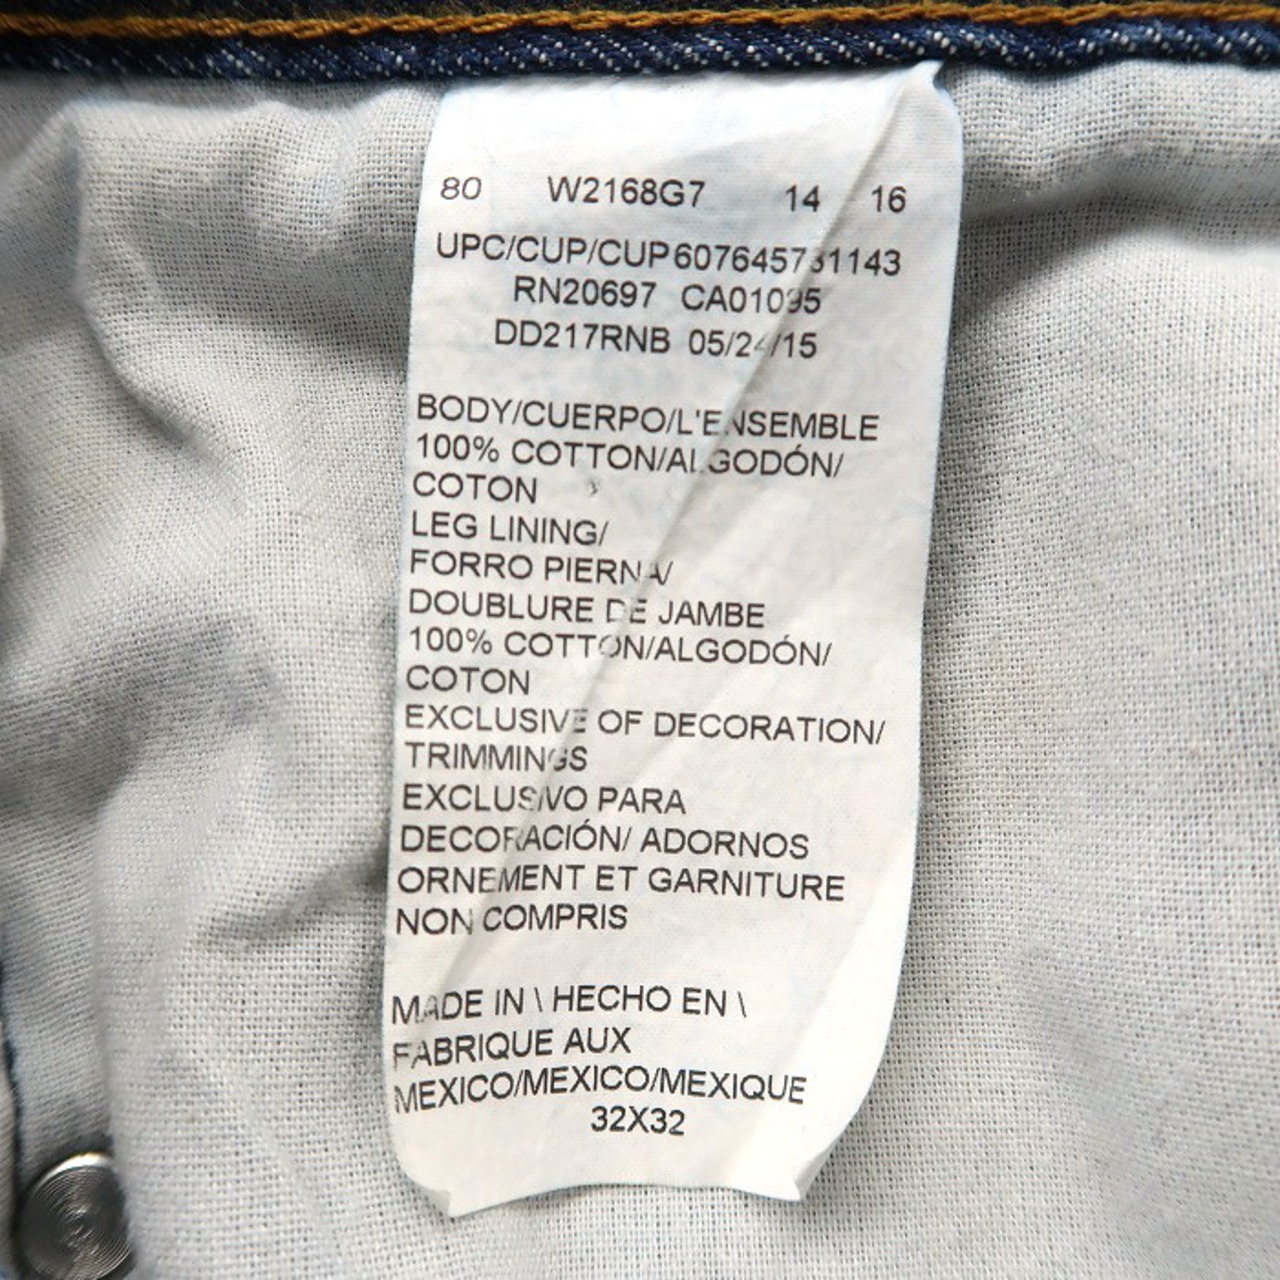 80 W2168G7 14 16
UPC/CUP/CUP 607645731143
RN20697 CA01095
DD217RNB 05/24/15
BODY/CUERPO/L'ENSEMBLE
100% COTTON/ALGODÓN/
COTON
LEG LINING/
FORRO PIERNA/
DOUBLURE DE JAMBE
100% COTTON/ALGODÓN/
COTON
EXCLUSIVE OF DECORATION/
TRIMMINGS
EXCLUSIVO PARA
DECORACIÓN/ ADORNOS
ORNEMENT ET GARNITURE
NON COMPRIS
MADE IN \ HECHO EN \
FABRIQUE AUX
MEXICO/MEXICO/MEXIQUE
32X32